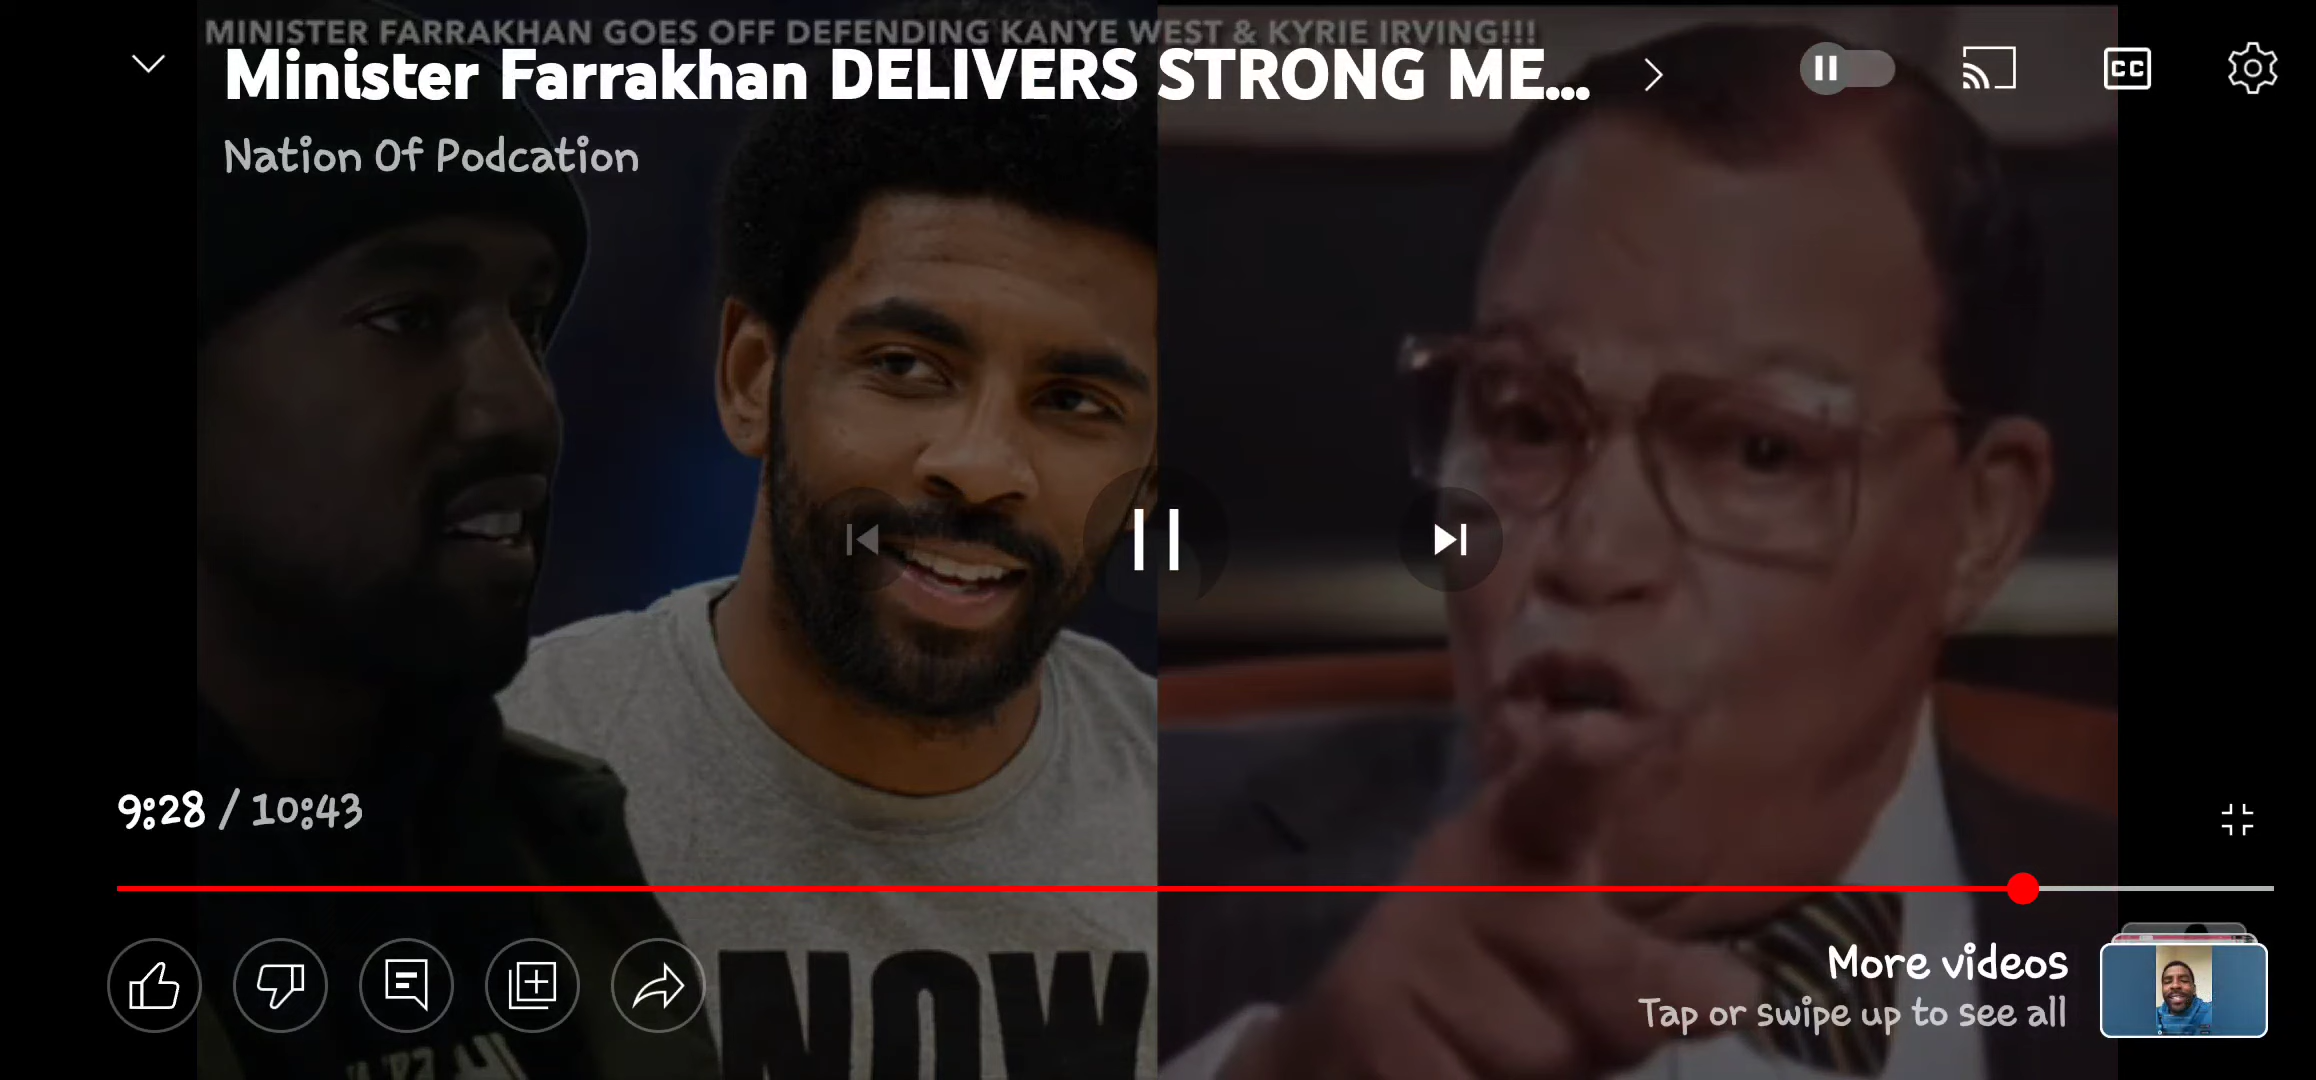 MINISTER FARRAKHAN GOES OFF DEFENDING KANYE WEST & KYRIE IRVING!!!
Minister Farrakhan DELIVERS STRONG ME...
CC
Nation Of Podcation
9:28 / 10:43
More videos
Tap or swipe up to see all
NOW